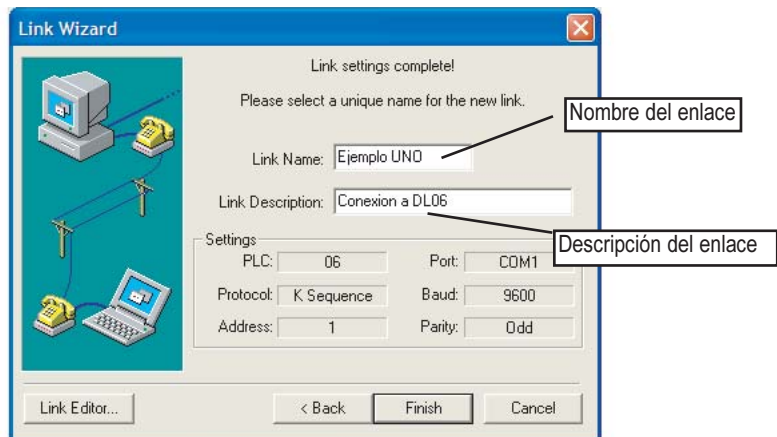 Link Wizard
Link settings complete!
Please select a unique name for the new link.
Nombre del enlace
Link Name: Ejemplo UNO
Link Description: Conexion a DL06
Descripción del enlace
Settings
PLC: 06 Port: COM1
Protocol: K Sequence Baud: 9600
Address: 1 Parity: Odd
Link Editor... < Back Finish Cancel